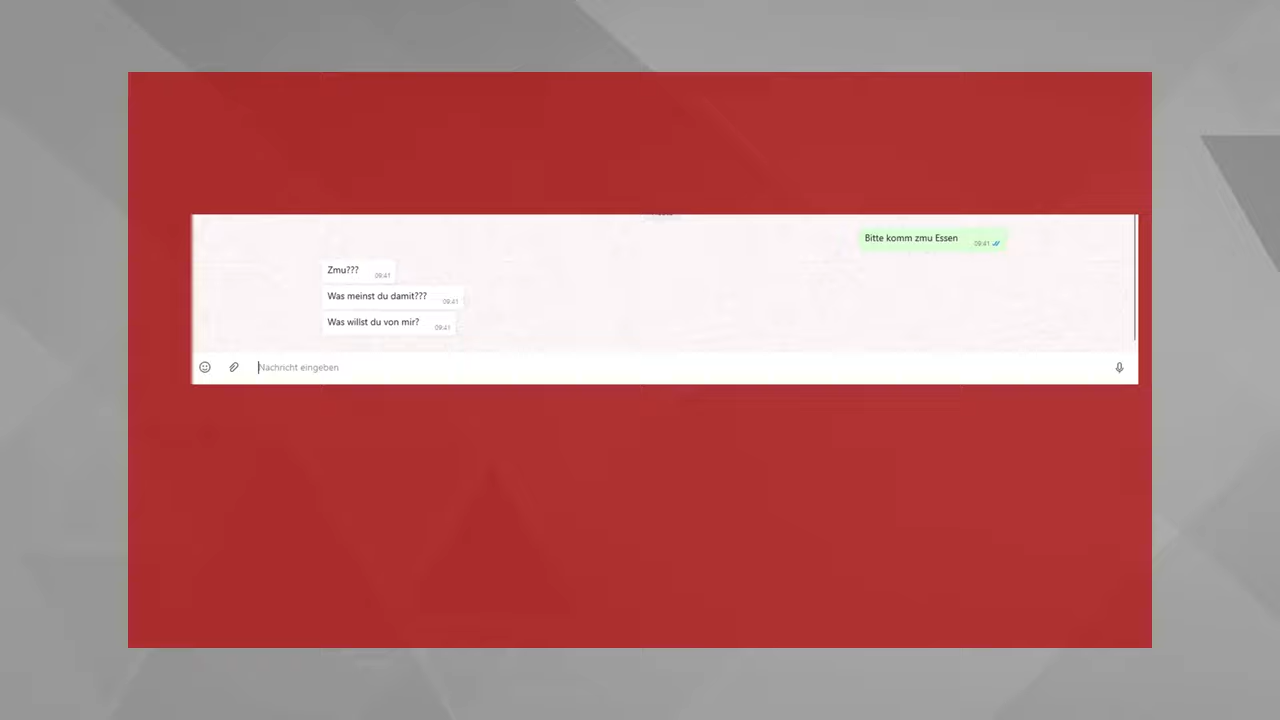 Bitte komm zmu Essen
09:41
Zmu???
09:41
Was meinst du damit???
09:41
Was willst du von mir?
09:41
Nachricht eingeben